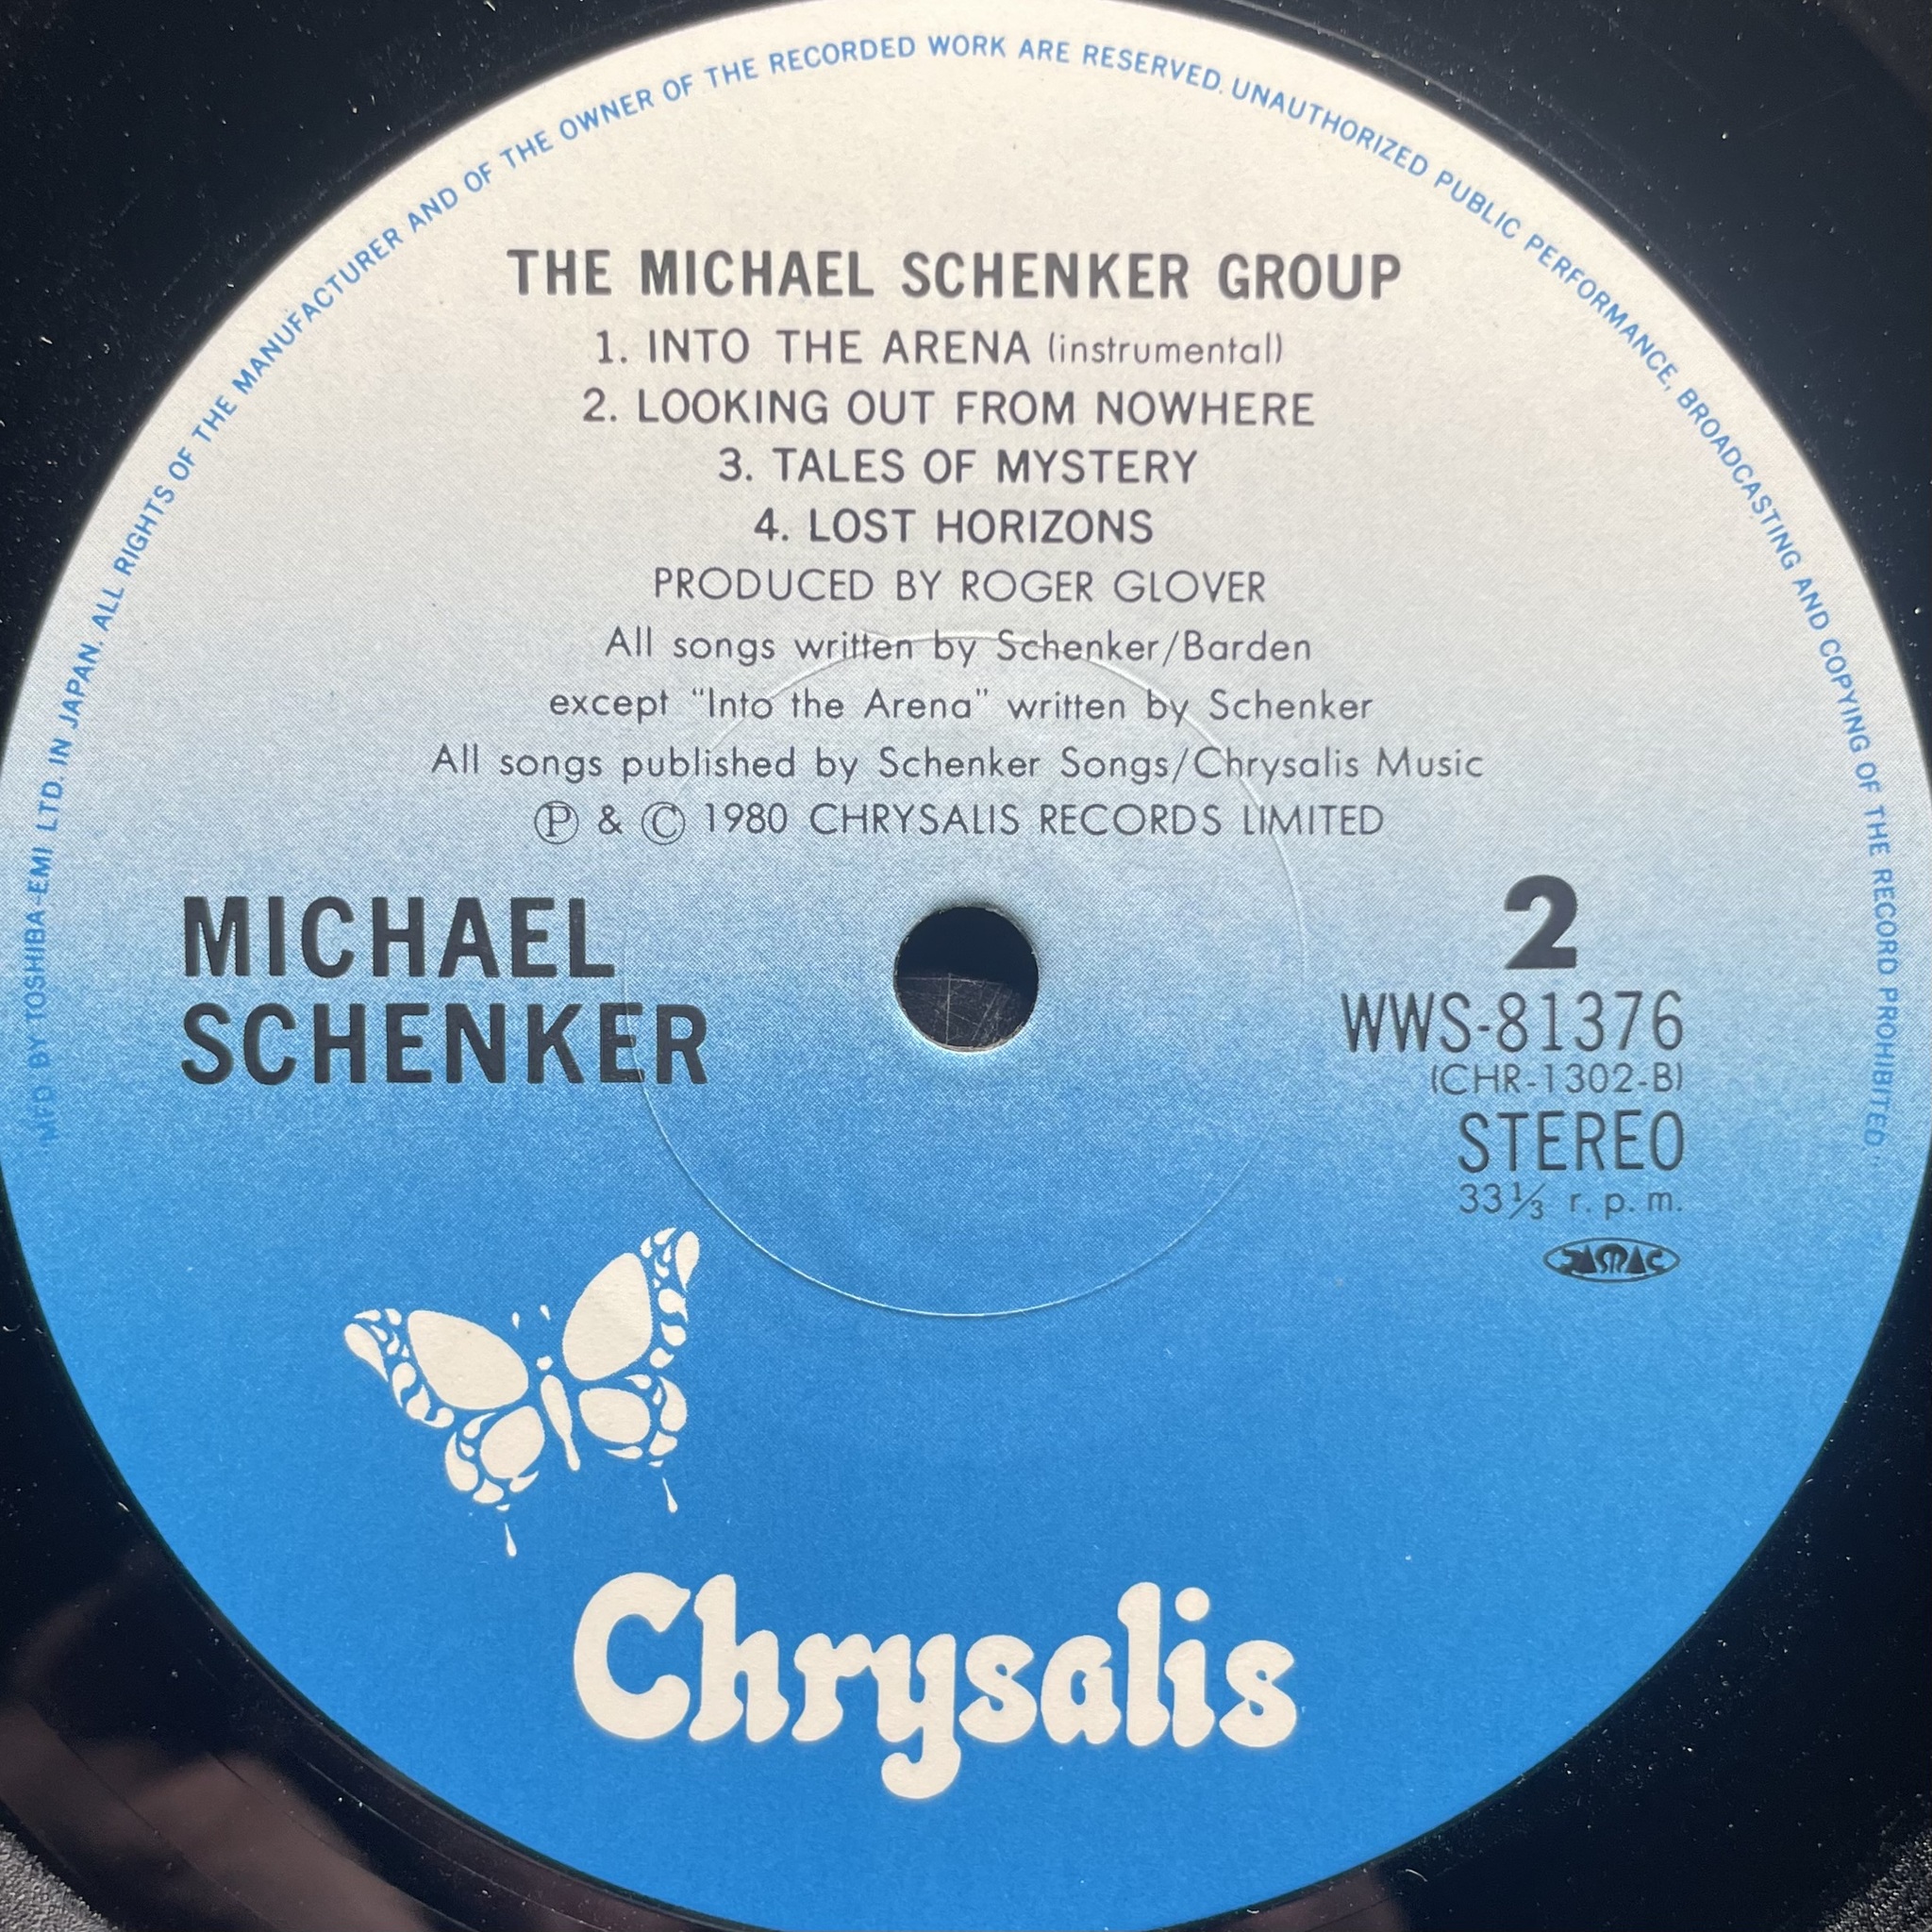 "MFD BY TOSHIBA-EMI LTD. IN JAPAN. ALL RIGHTS OF THE MANUFACTURER AND OF THE OWNER OF THE RECORDED WORK ARE RESERVED. UNAUTHORIZED PUBLIC PERFORMANCE, BROADCASTING AND COPYING OF THE RECORD PROHIBITED."
THE MICHAEL SCHENKER GROUP
1. INTO THE ARENA (instrumental)
2. LOOKING OUT FROM NOWHERE
3. TALES OF MYSTERY
4. LOST HORIZONS
PRODUCED BY ROGER GLOVER
All songs written by Schenker/Barden
except "Into the Arena" written by Schenker
All songs published by Schenker Songs/Chrysalis Music
Ⓟ & © 1980 CHRYSALIS RECORDS LIMITED
MICHAEL
SCHENKER
2
WWS-81376
(CHR-1302-B)
STEREO
33⅓ r.p.m.
JASRAC
Chrysalis